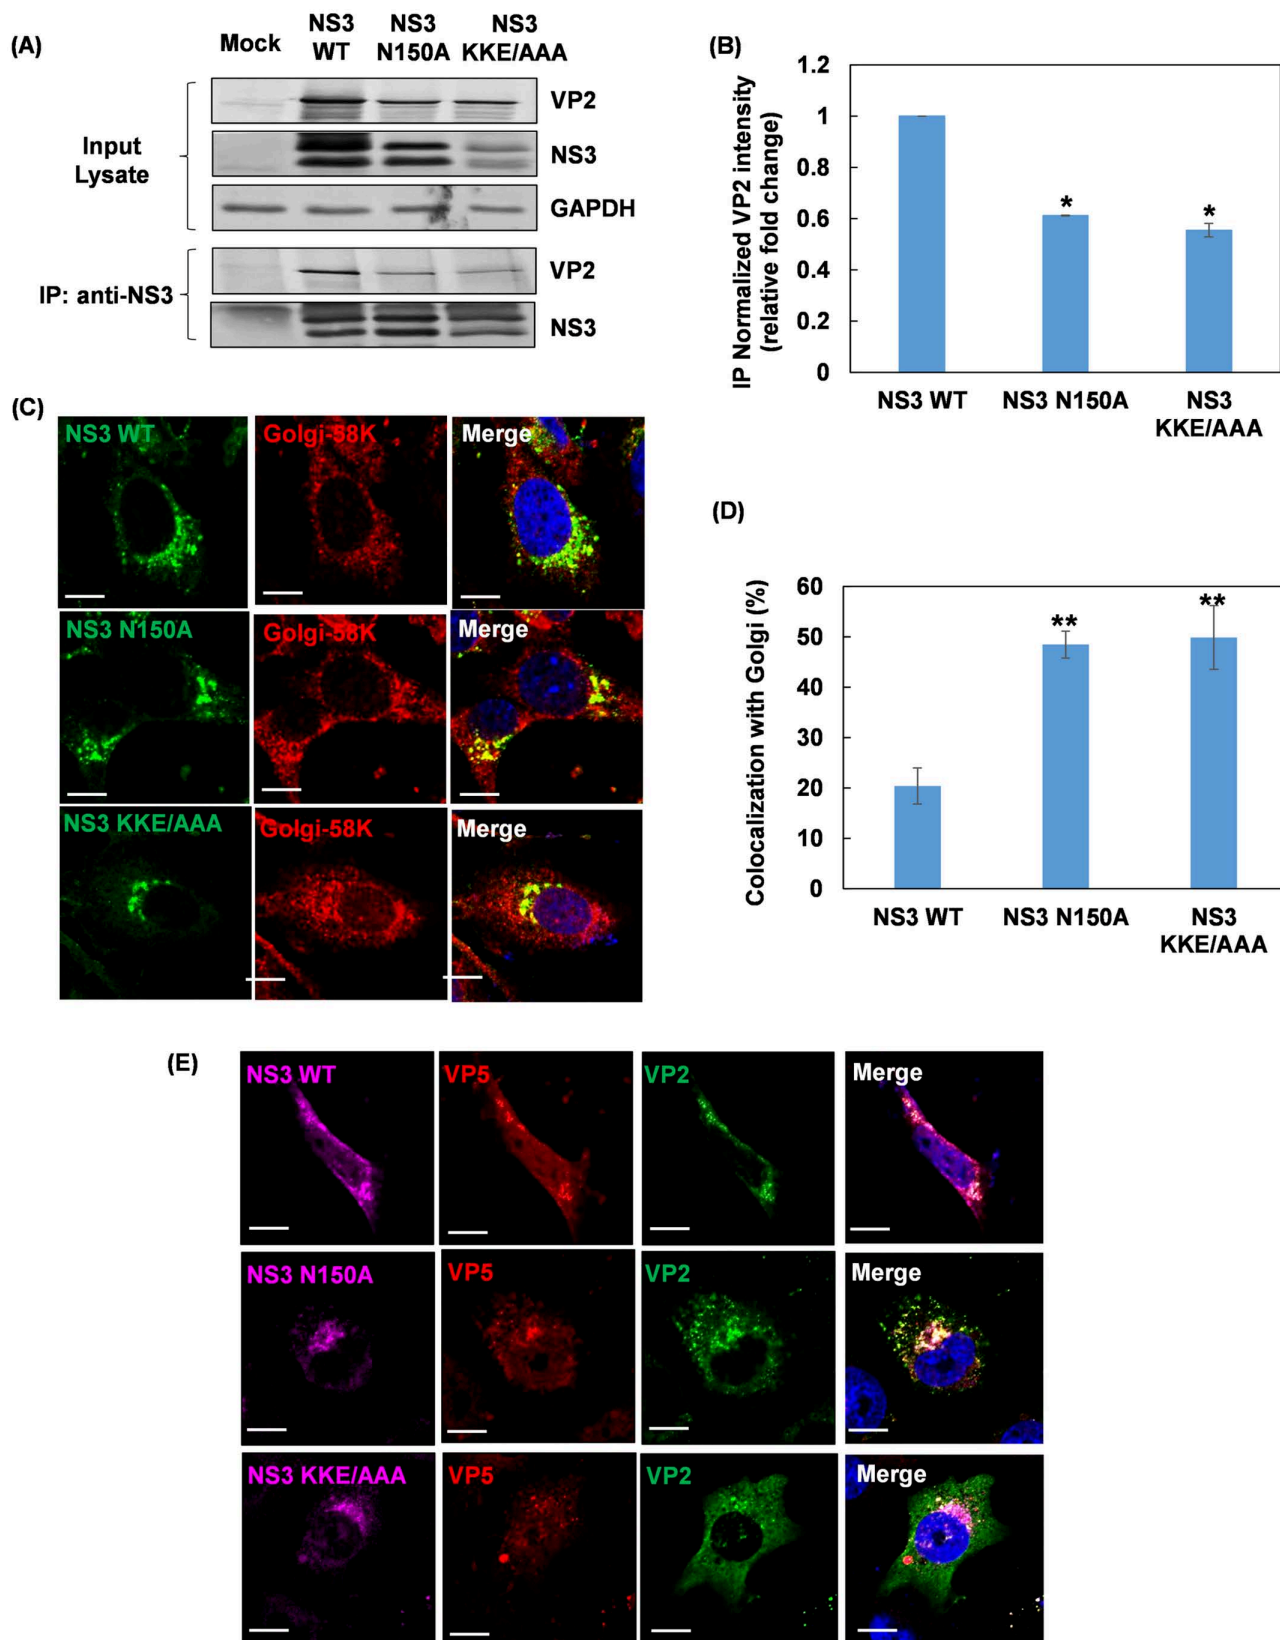 (A)
Mock
NS3
WT
NS3
N150A
NS3
KKE/AAA
Input
Lysate
VP2
NS3
GAPDH
IP: anti-NS3
VP2
NS3
(B)
IP Normalized VP2 intensity
(relative fold change)
1.2
1
0.8
0.6
0.4
0.2
0
*
*
NS3 WT
NS3 N150A
NS3
KKE/AAA
(C)
NS3 WT
Golgi-58K
Merge
NS3 N150A
Golgi-58K
Merge
NS3 KKE/AAA
Golgi-58K
Merge
(D)
Colocalization with Golgi (%)
60
50
40
30
20
10
0
**
**
NS3 WT
NS3 N150A
NS3
KKE/AAA
(E)
NS3 WT
VP5
VP2
Merge
NS3 N150A
VP5
VP2
Merge
NS3 KKE/AAA
VP5
VP2
Merge